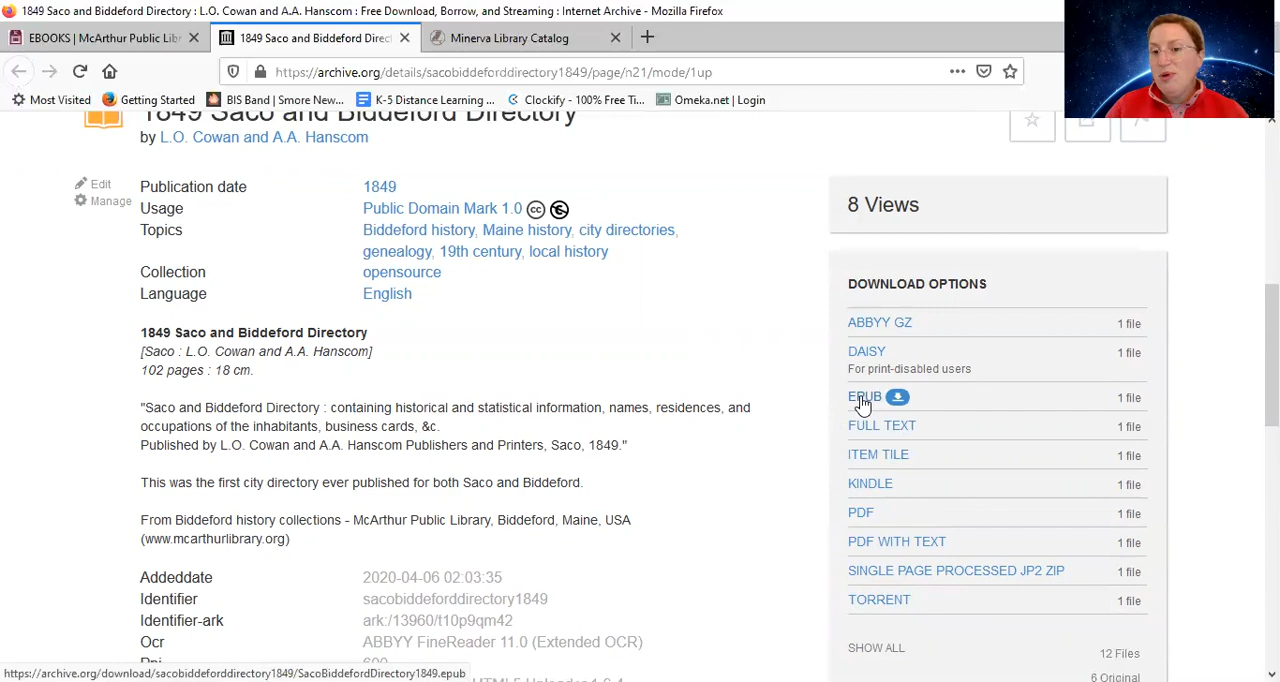 1849 Saco and Biddeford Directory : L.O. Cowan and A.A. Hanscom : Free Download, Borrow, and Streaming : Internet Archive - Mozilla Firefox
EBOOKS | McArthur Public Libr
1849 Saco and Biddeford Direct
Minerva Library Catalog
https://archive.org/details/sacobiddeforddirectory1849/page/n21/mode/1up
Most Visited
Getting Started
BIS Band | Smore New...
K-5 Distance Learning ...
Clockify - 100% Free Ti...
Omeka.net | Login
1849 Saco and Biddeford Directory
by L.O. Cowan and A.A. Hanscom
Edit
Manage
Publication date 1849
Usage Public Domain Mark 1.0
Topics Biddeford history, Maine history, city directories,
genealogy, 19th century, local history
Collection opensource
Language English
1849 Saco and Biddeford Directory
[Saco : L.O. Cowan and A.A. Hanscom]
102 pages : 18 cm.
"Saco and Biddeford Directory : containing historical and statistical information, names, residences, and
occupations of the inhabitants, business cards, &c.
Published by L.O. Cowan and A.A. Hanscom Publishers and Printers, Saco, 1849."
This was the first city directory ever published for both Saco and Biddeford.
From Biddeford history collections - McArthur Public Library, Biddeford, Maine, USA
(www.mcarthurlibrary.org)
Addeddate 2020-04-06 02:03:35
Identifier sacobiddeforddirectory1849
Identifier-ark ark:/13960/t10p9qm42
Ocr ABBYY FineReader 11.0 (Extended OCR)
Ppi 600
8 Views
DOWNLOAD OPTIONS
ABBYY GZ 1 file
DAISY 1 file
For print-disabled users
EPUB 1 file
FULL TEXT 1 file
ITEM TILE 1 file
KINDLE 1 file
PDF 1 file
PDF WITH TEXT 1 file
SINGLE PAGE PROCESSED JP2 ZIP 1 file
TORRENT 1 file
SHOW ALL 12 Files
6 Original
https://archive.org/download/sacobiddeforddirectory1849/SacoBiddefordDirectory1849.epub